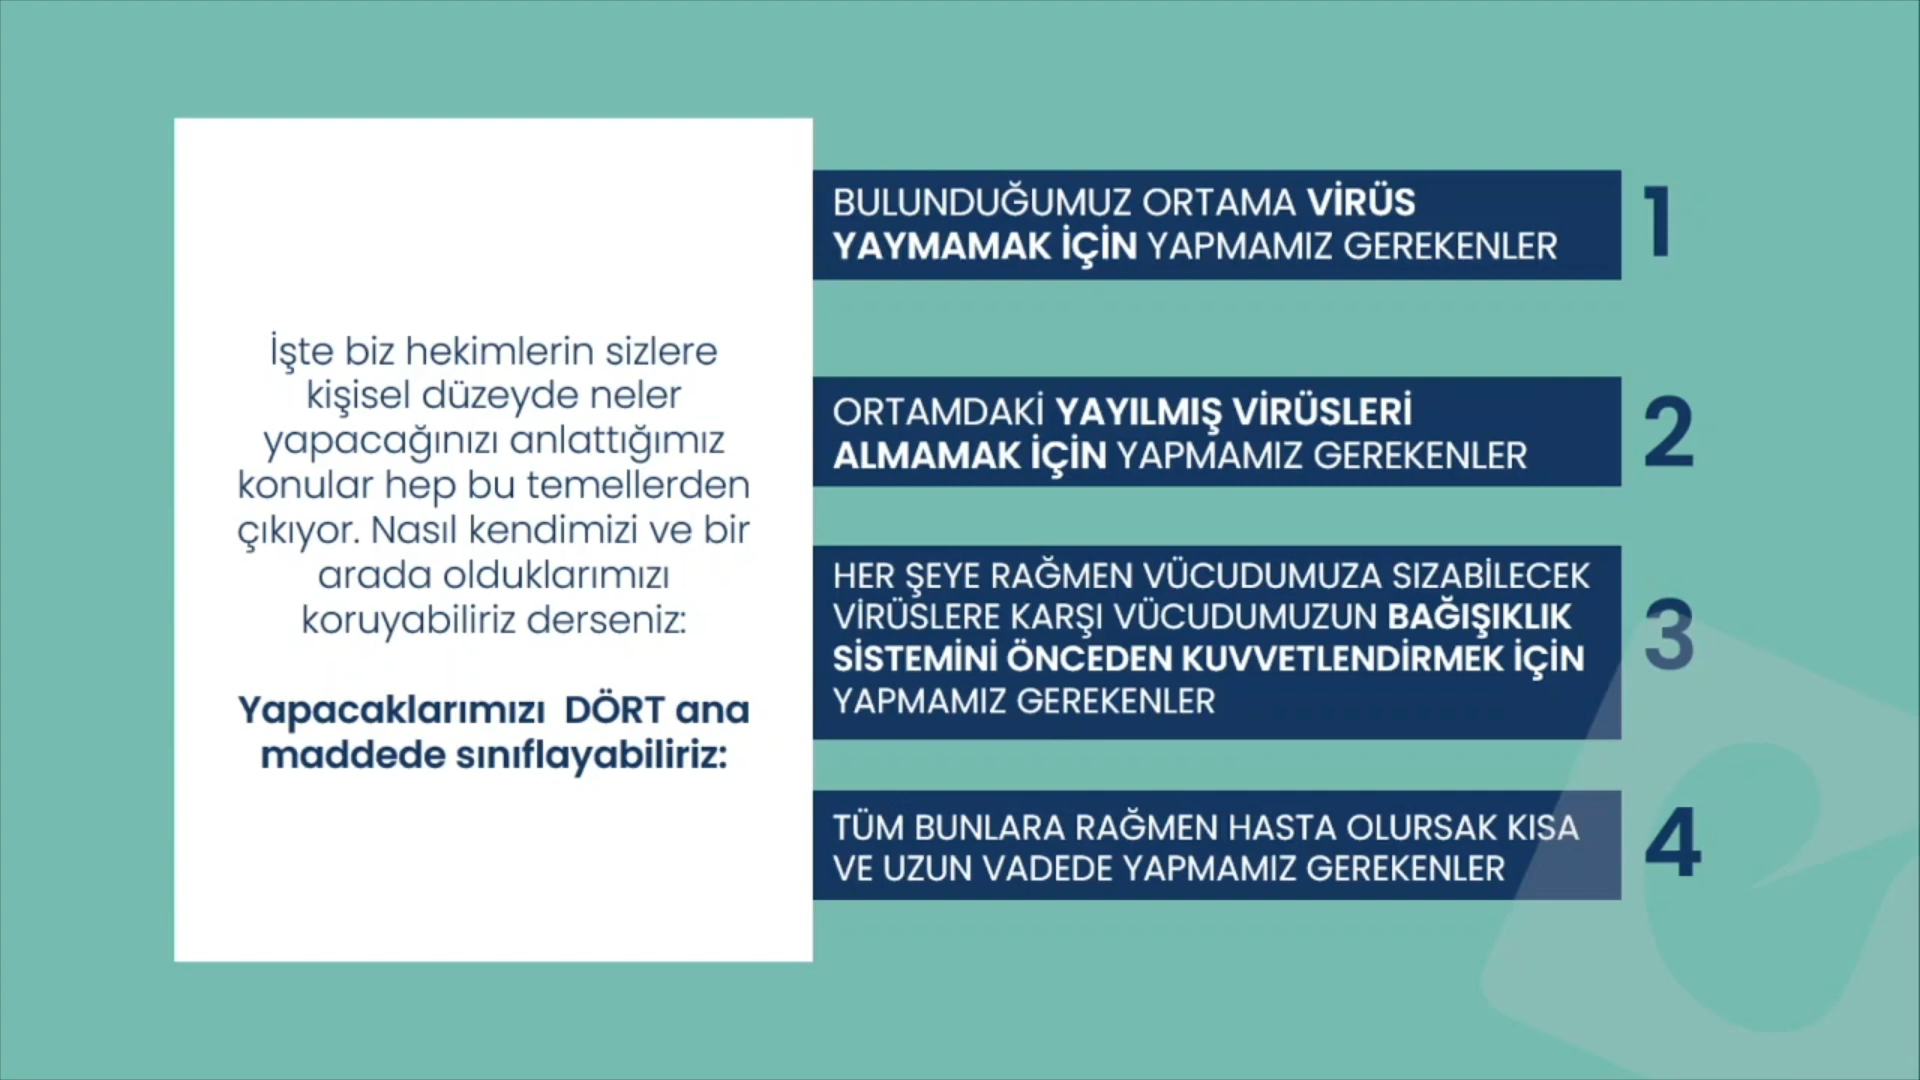 İşte biz hekimlerin sizlere
kişisel düzeyde neler
yapacağınızı anlattığımız
konular hep bu temellerden
çıkıyor. Nasıl kendimizi ve bir
arada olduklarımızı
koruyabiliriz derseniz:
Yapacaklarımızı DÖRT ana
maddede sınıflayabiliriz:
BULUNDUĞUMUZ ORTAMA VİRÜS
YAYMAMAK İÇİN YAPMAMIZ GEREKENLER
1
ORTAMDAKİ YAYILMIŞ VİRÜSLERİ
ALMAMAK İÇİN YAPMAMIZ GEREKENLER
2
HER ŞEYE RAĞMEN VÜCUDUMUZA SIZABİLECEK
VİRÜSLERE KARŞI VÜCUDUMUZUN BAĞIŞIKLIK
SİSTEMİNİ ÖNCEDEN KUVVETLENDİRMEK İÇİN
YAPMAMIZ GEREKENLER
3
TÜM BUNLARA RAĞMEN HASTA OLURSAK KISA
VE UZUN VADEDE YAPMAMIZ GEREKENLER
4